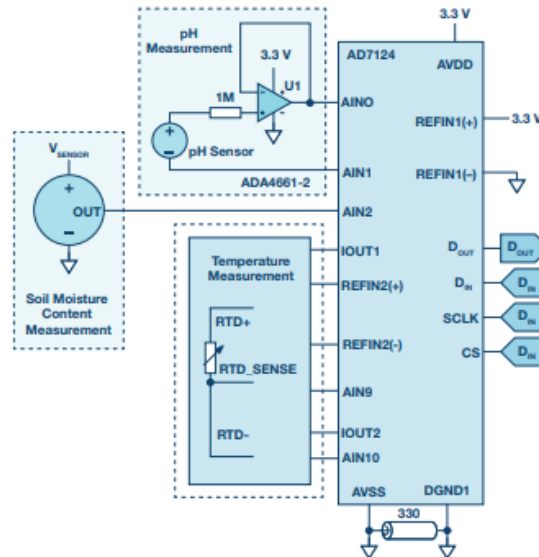 pH
Measurement
3.3 V
U1
1M
pH Sensor
ADA4661-2
V_SENSOR
OUT
Soil Moisture
Content
Measurement
Temperature
Measurement
RTD+
RTD_SENSE
RTD-
3.3 V
AD7124
AVDD
AINO
REFIN1(+)
3.3 V
AIN1
REFIN1(–)
AIN2
IOUT1
DOUT
DOUT
REFIN2(+)
DIN
DIN
SCLK
DIN
REFIN2(-)
CS
DIN
AIN9
IOUT2
AIN10
AVSS
DGND1
330